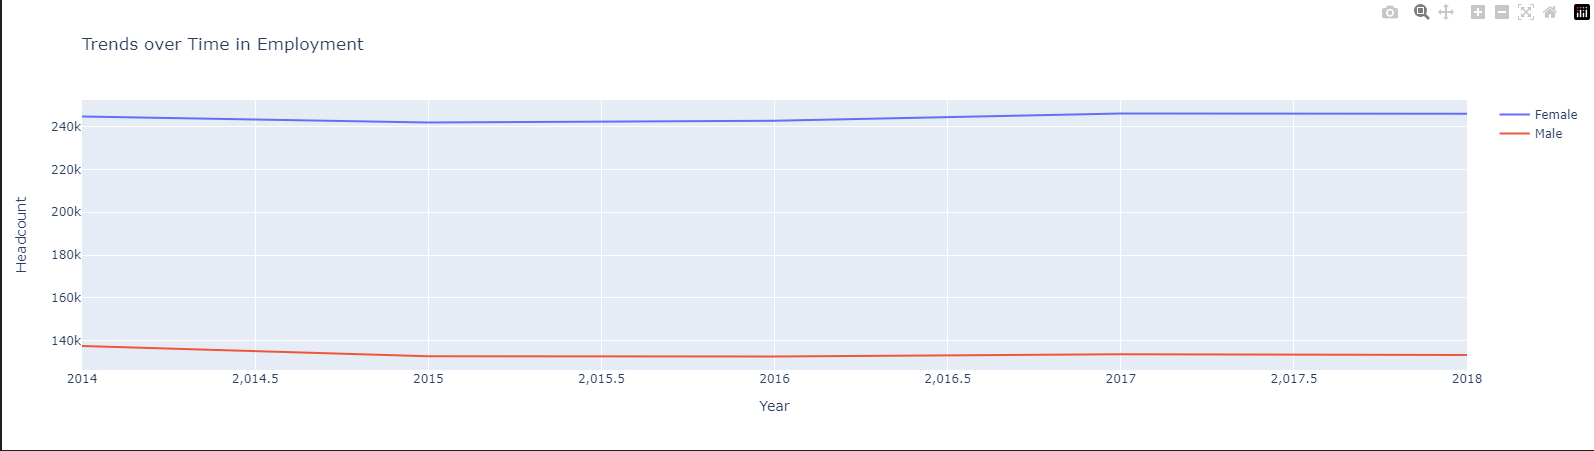 Trends over Time in Employment
240k
220k
200k
180k
160k
140k
Headcount
2014 2,014.5 2015 2,015.5 2016 2,016.5 2017 2,017.5 2018
Year
Female
Male